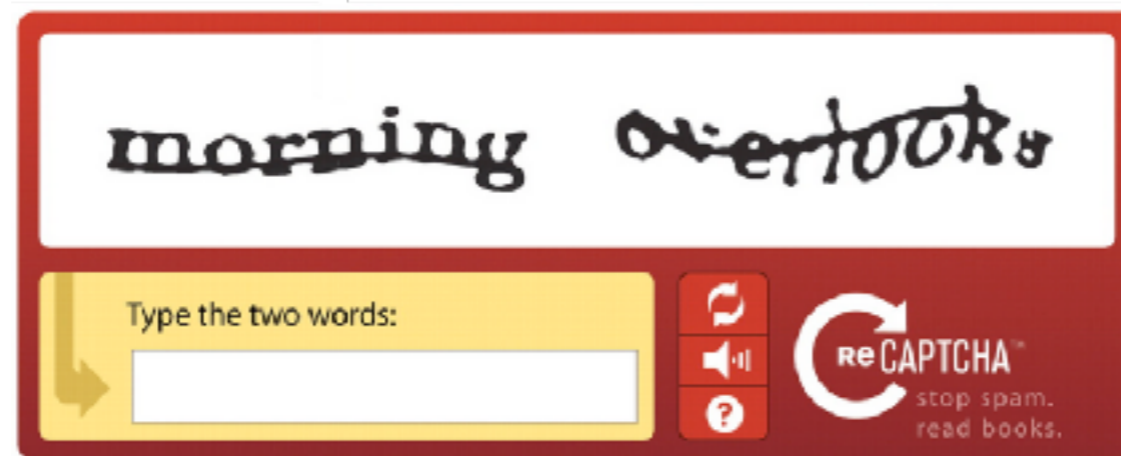 morning overlooks
Type the two words:
ReCAPTCHA™
stop spam.
read books.